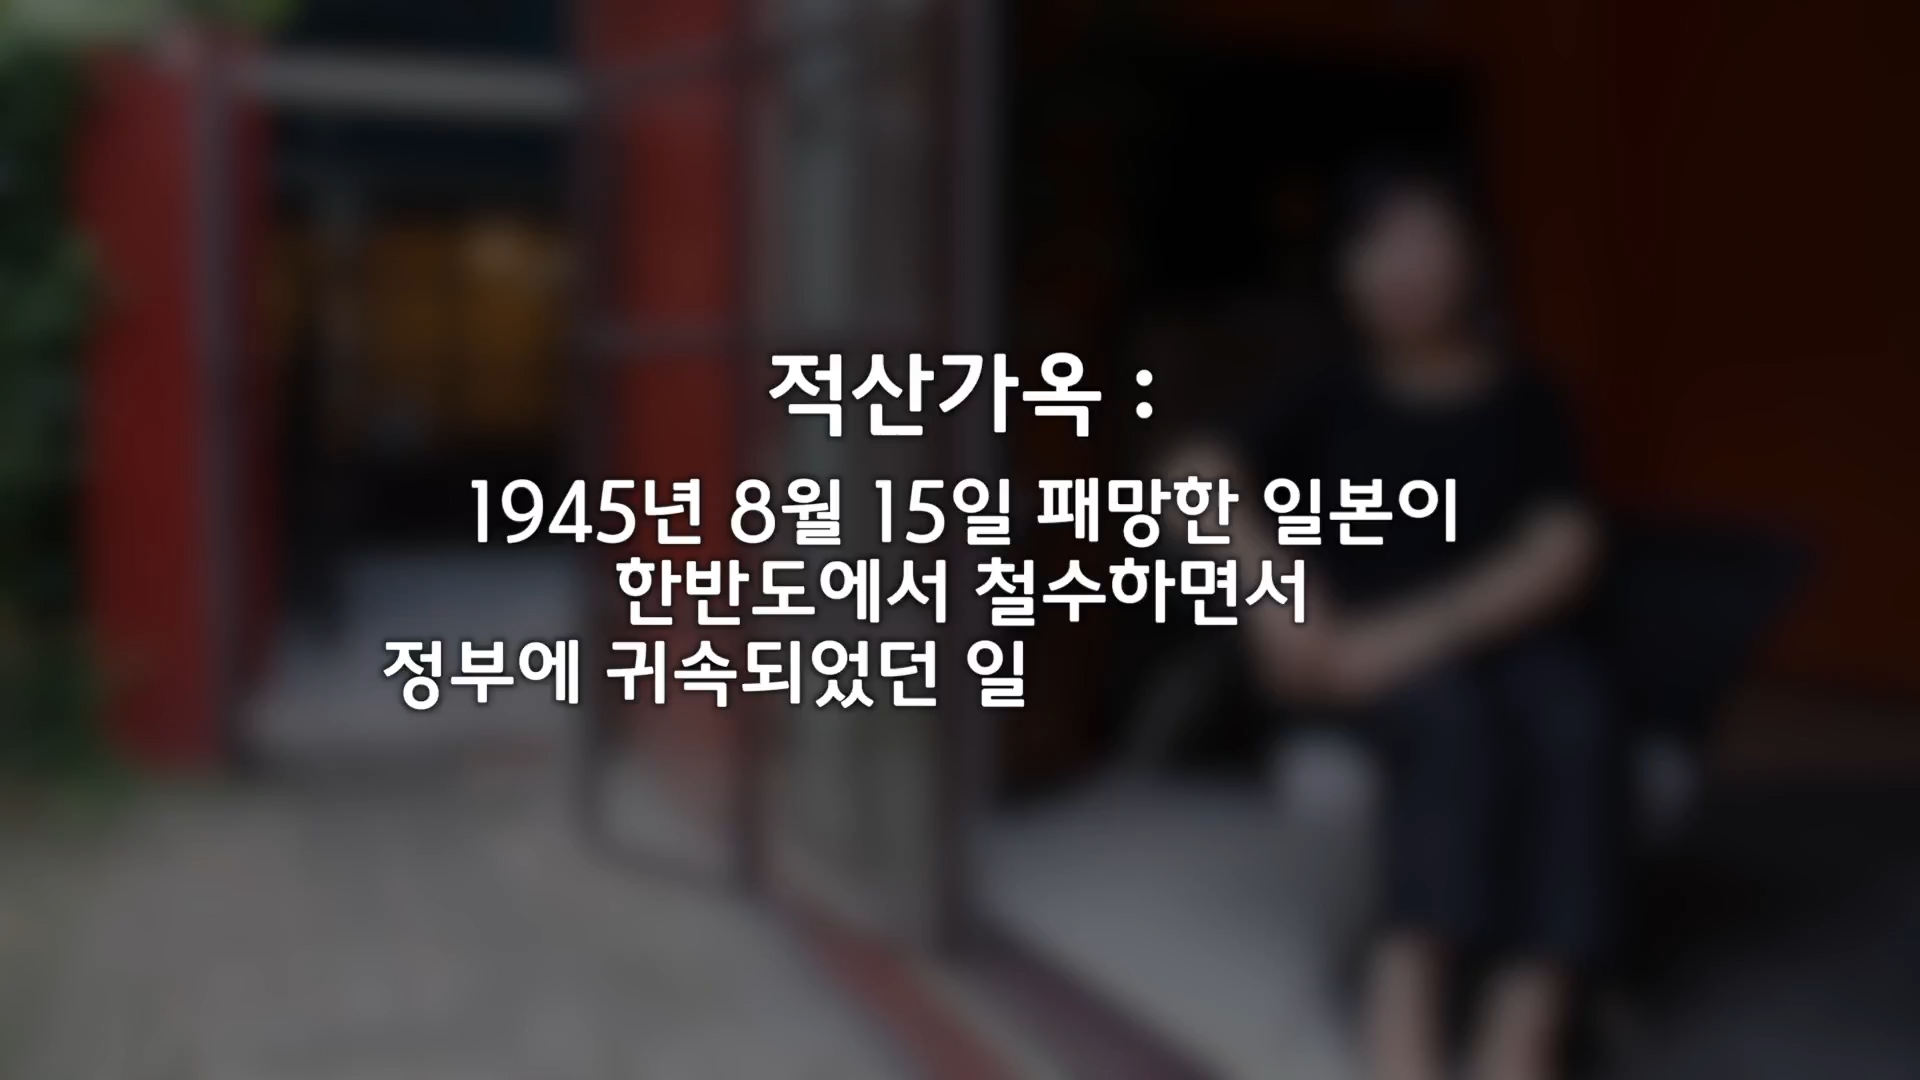 적산가옥 :
1945년 8월 15일 패망한 일본이
한반도에서 철수하면서
정부에 귀속되었던 일